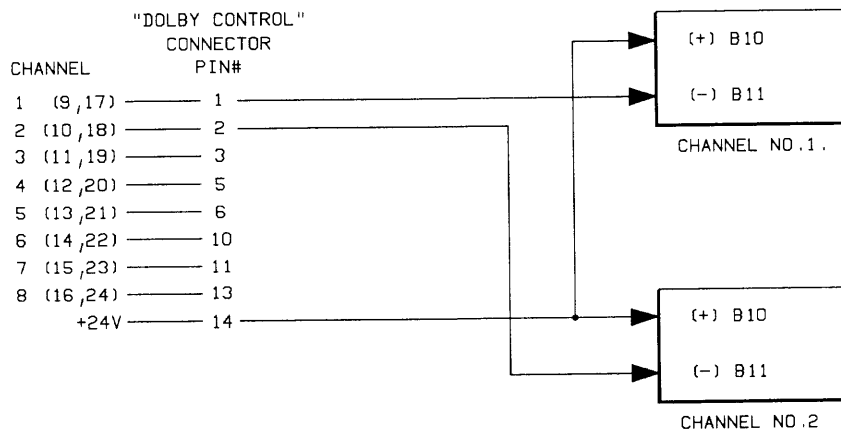 "DOLBY CONTROL"
CONNECTOR
CHANNEL PIN#
1 (9,17) 1
2 (10,18) 2
3 (11,19) 3
4 (12,20) 5
5 (13,21) 6
6 (14,22) 10
7 (15,23) 11
8 (16,24) 13
+24V 14
(+) B10
(-) B11
CHANNEL NO.1.
(+) B10
(-) B11
CHANNEL NO.2